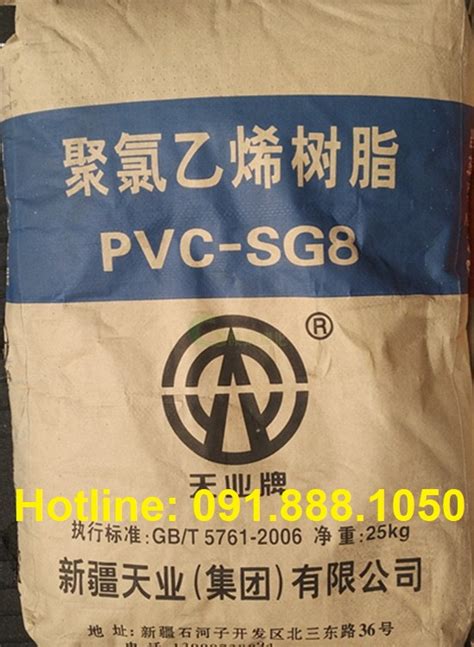 聚氯乙烯树脂
PVC-SG8
®
天业牌
Hotline: 091.888.1050
执行标准:GB/T 5761-2006 净重:25kg
新疆天业(集团)有限公司
地址:新疆石河子开发区北三东路36号